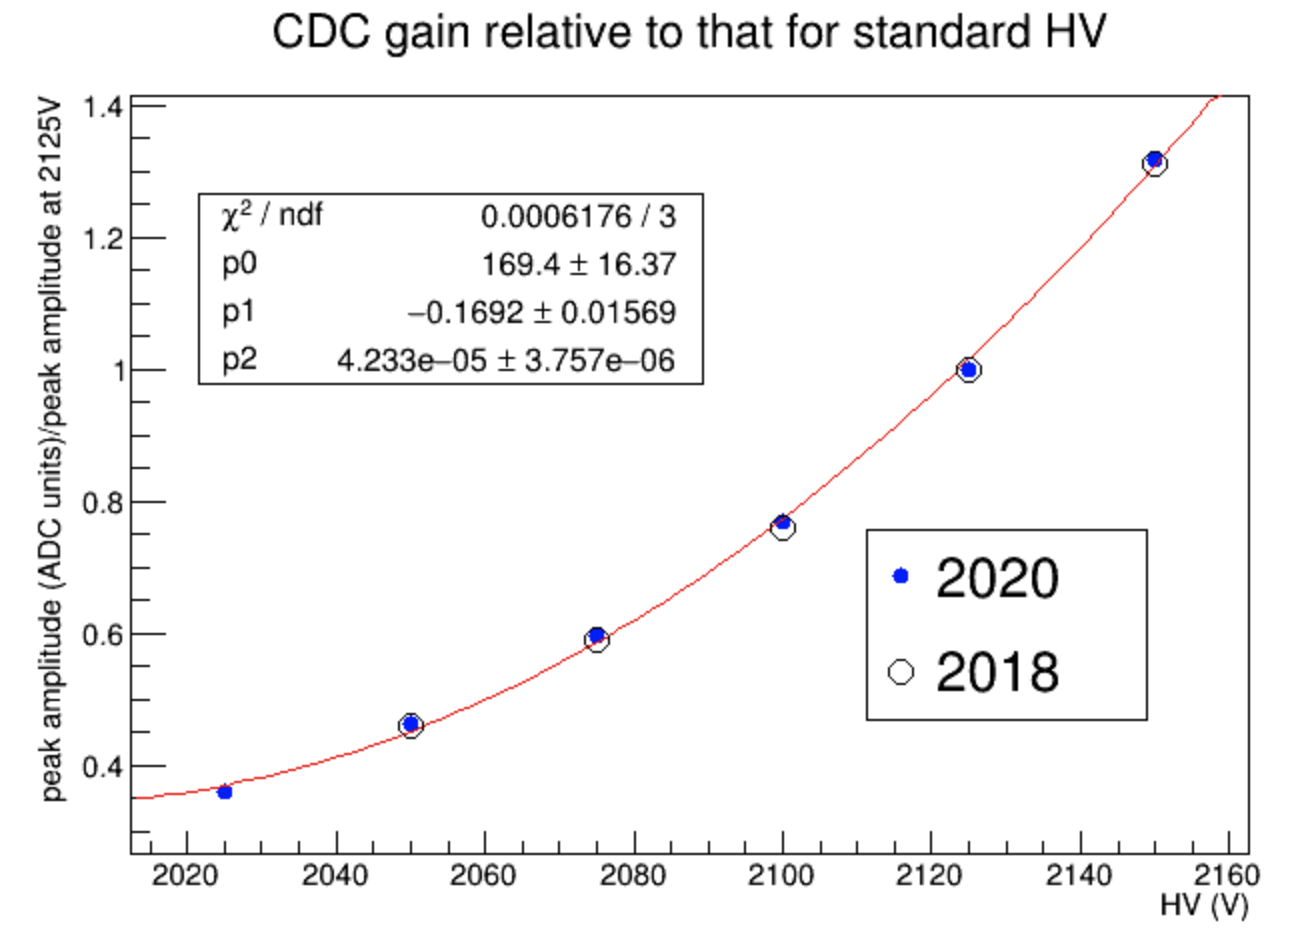 CDC gain relative to that for standard HV
peak amplitude (ADC units)/peak amplitude at 2125V
1.4
1.2
1
0.8
0.6
0.4
χ² / ndf 0.0006176 / 3
p0 169.4 ± 16.37
p1 −0.1692 ± 0.01569
p2 4.233e−05 ± 3.757e−06
2020
2018
2020 2040 2060 2080 2100 2120 2140 2160
HV (V)